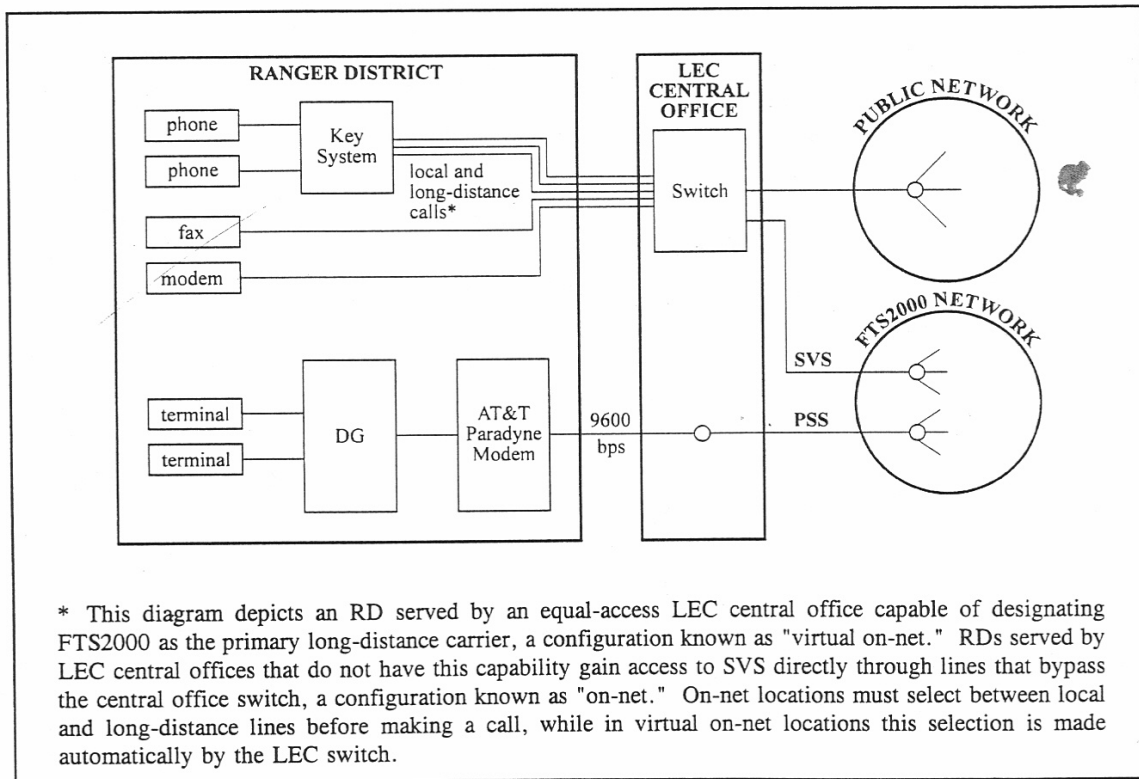 RANGER DISTRICT
phone
phone
fax
modem
Key
System
local and
long-distance
calls*
terminal
terminal
DG
AT&T
Paradyne
Modem
9600
bps
LEC
CENTRAL
OFFICE
Switch
SVS
PSS
PUBLIC NETWORK
FTS2000 NETWORK
* This diagram depicts an RD served by an equal-access LEC central office capable of designating
FTS2000 as the primary long-distance carrier, a configuration known as "virtual on-net." RDs served by
LEC central offices that do not have this capability gain access to SVS directly through lines that bypass
the central office switch, a configuration known as "on-net." On-net locations must select between local
and long-distance lines before making a call, while in virtual on-net locations this selection is made
automatically by the LEC switch.